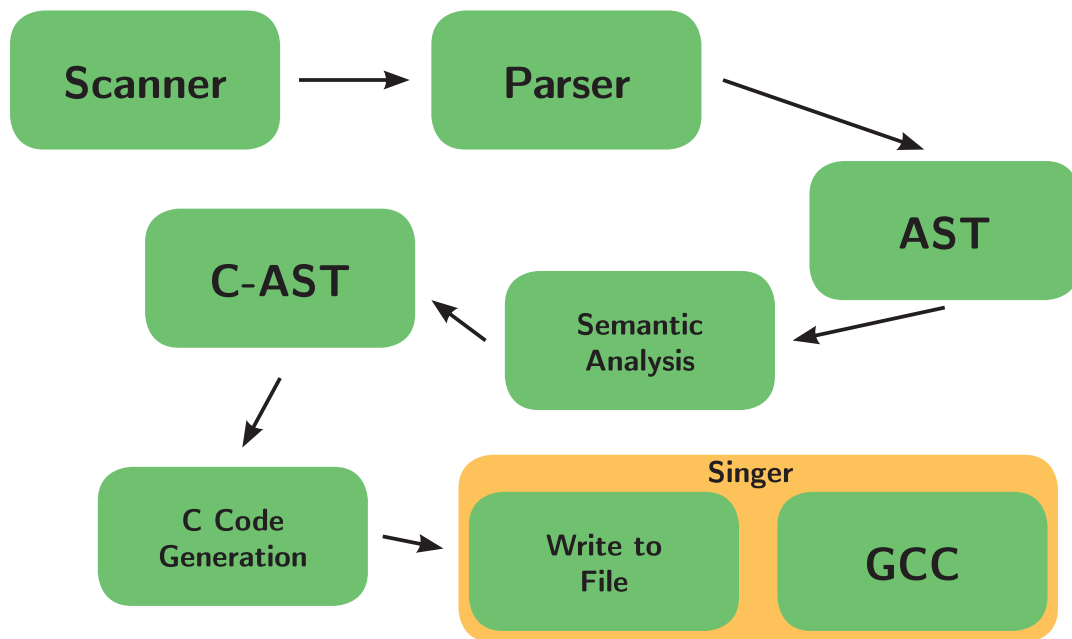 Scanner
Parser
AST
C-AST
Semantic
Analysis
C Code
Generation
Singer
Write to
File
GCC